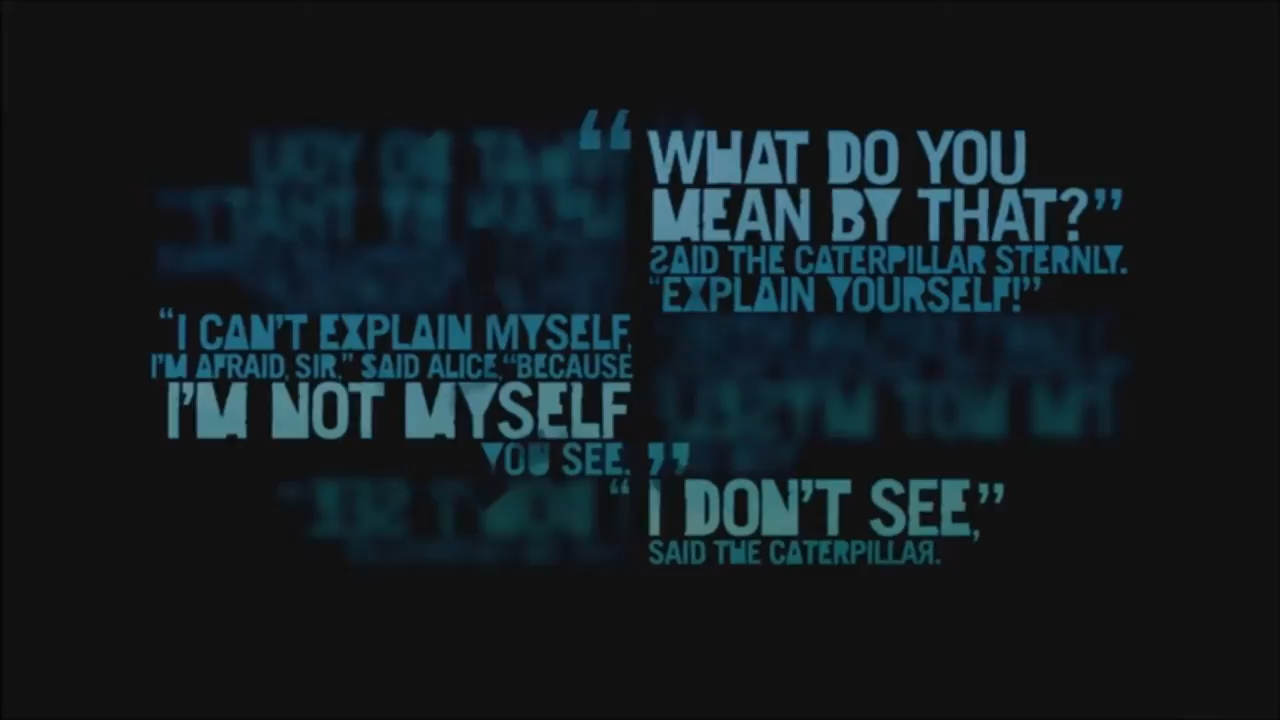 “WHAT DO YOU
MEAN BY THAT?”
SAID THE CATERPILLAR STERNLY.
“EXPLAIN YOURSELF!”
“I CAN’T EXPLAIN MYSELF,
I’M AFRAID, SIR,” SAID ALICE, “BECAUSE
I’M NOT MYSELF
YOU SEE.”
“I DON’T SEE,”
SAID THE CATERPILLAR.